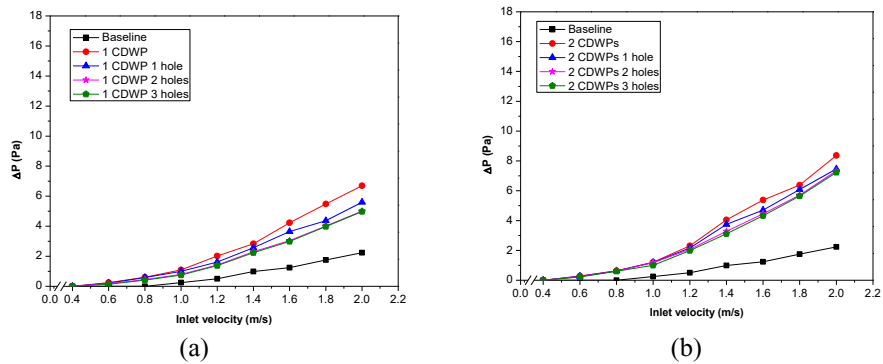 18
16
14
12
10
8
6
4
2
0
ΔP (Pa)
Baseline
1 CDWP
1 CDWP 1 hole
1 CDWP 2 holes
1 CDWP 3 holes
0.0 0.4 0.6 0.8 1.0 1.2 1.4 1.6 1.8 2.0 2.2
Inlet velocity (m/s)
(a)
18
16
14
12
10
8
6
4
2
0
ΔP (Pa)
Baseline
2 CDWPs
2 CDWPs 1 hole
2 CDWPs 2 holes
2 CDWPs 3 holes
0.0 0.4 0.6 0.8 1.0 1.2 1.4 1.6 1.8 2.0 2.2
Inlet velocity (m/s)
(b)